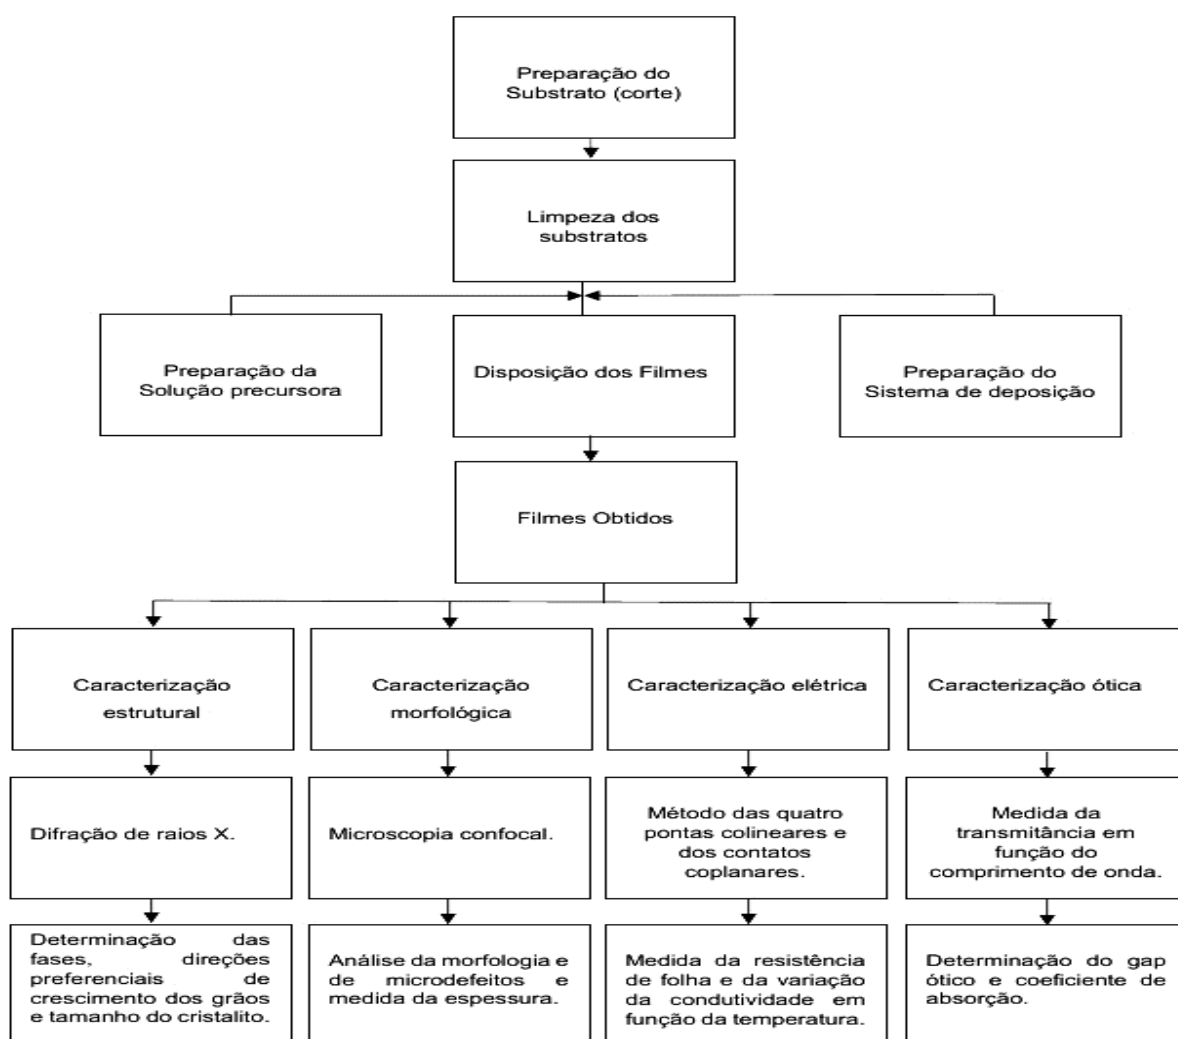 Preparação do
Substrato (corte)
Limpeza dos
substratos
Preparação da
Solução precursora
Disposição dos Filmes
Preparação do
Sistema de deposição
Filmes Obtidos
Caracterização
estrutural
Caracterização
morfológica
Caracterização elétrica
Caracterização ótica
Difração de raios X.
Microscopia confocal.
Método das quatro
pontas colineares e
dos contatos
coplanares.
Medida da
transmitância em
função do
comprimento de onda.
Determinação das
fases, direções
preferenciais de
crescimento dos grãos
e tamanho do cristalito.
Análise da morfologia e
de microdefeitos e
medida da espessura.
Medida da resistência
de folha e da variação
da condutividade em
função da temperatura.
Determinação do gap
ótico e coeficiente de
absorção.